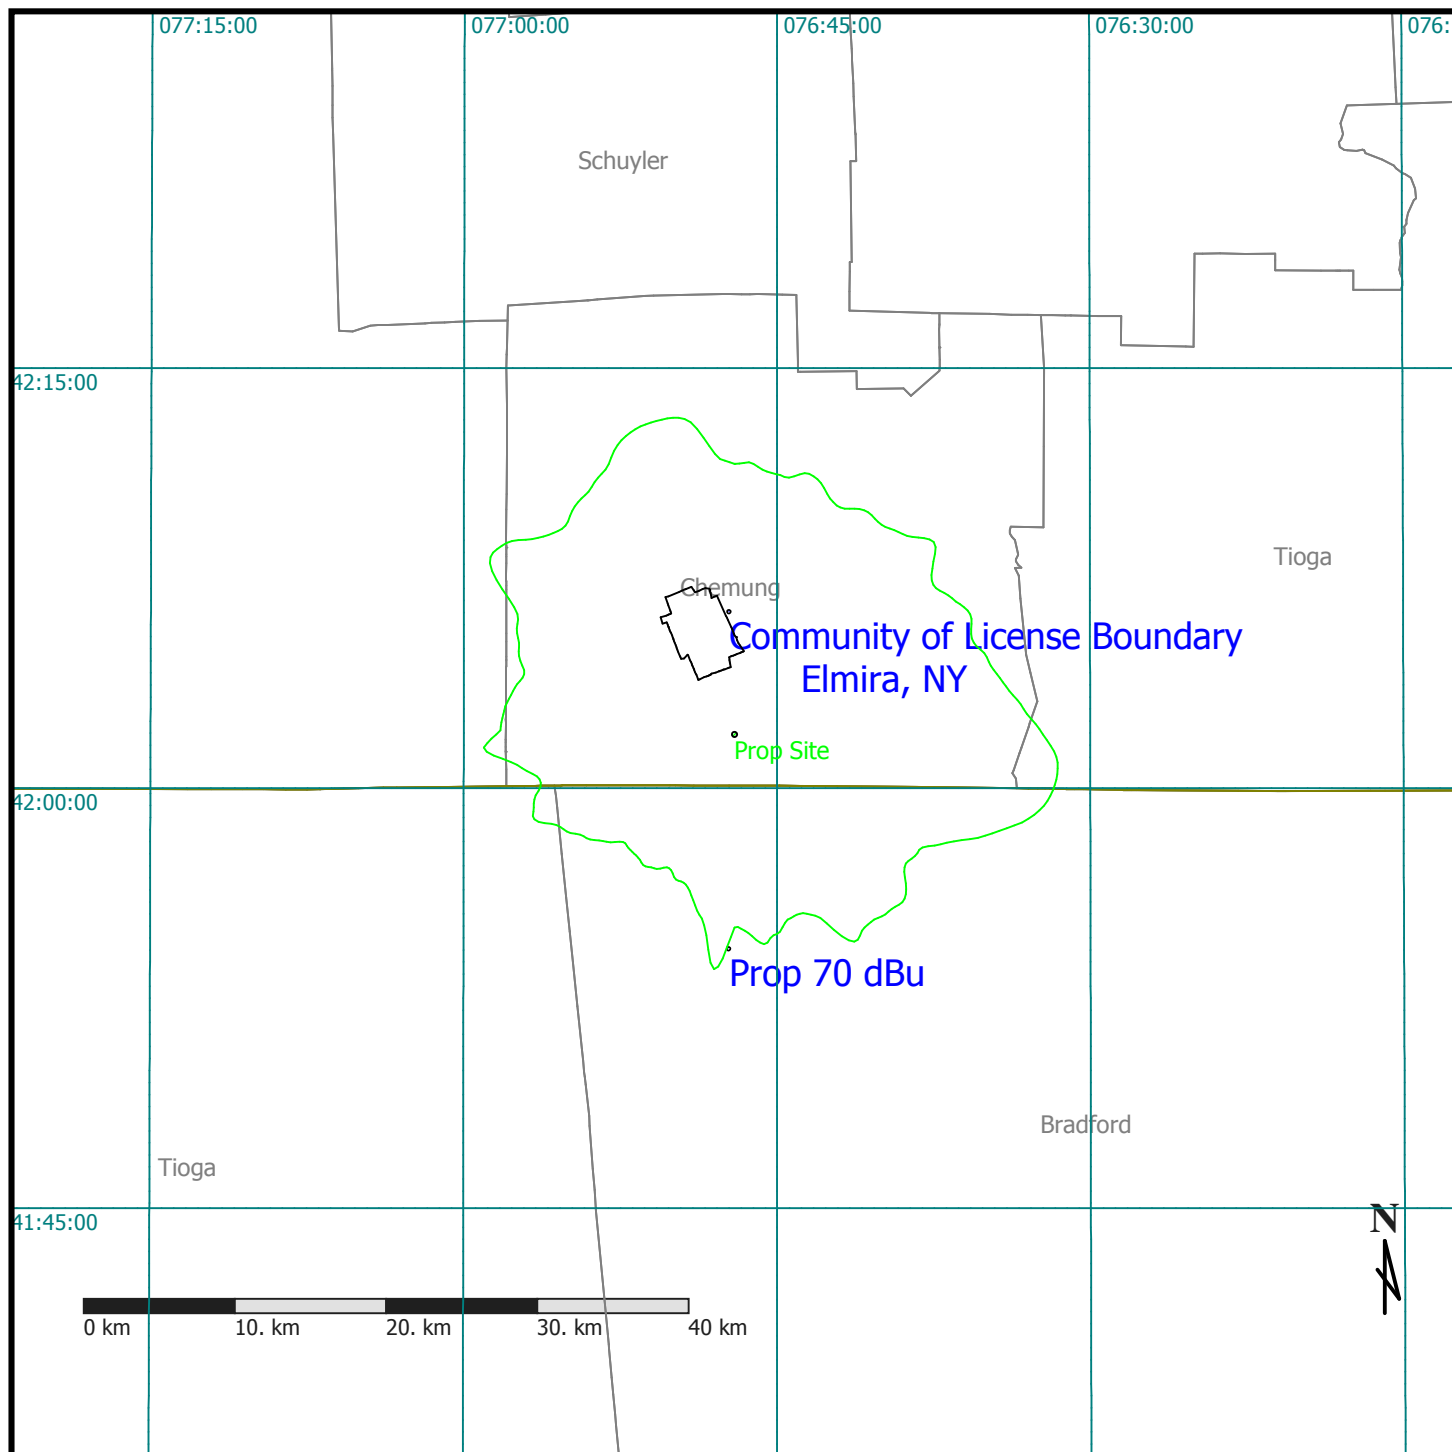 077:15:00
077:00:00
076:45:00
076:30:00
076:
Schuyler
42:15:00
Tioga
Chemung
Community of License Boundary
Elmira, NY
Prop Site
42:00:00
Prop 70 dBu
Bradford
Tioga
41:45:00
N
0 km
10. km
20. km
30. km
40 km